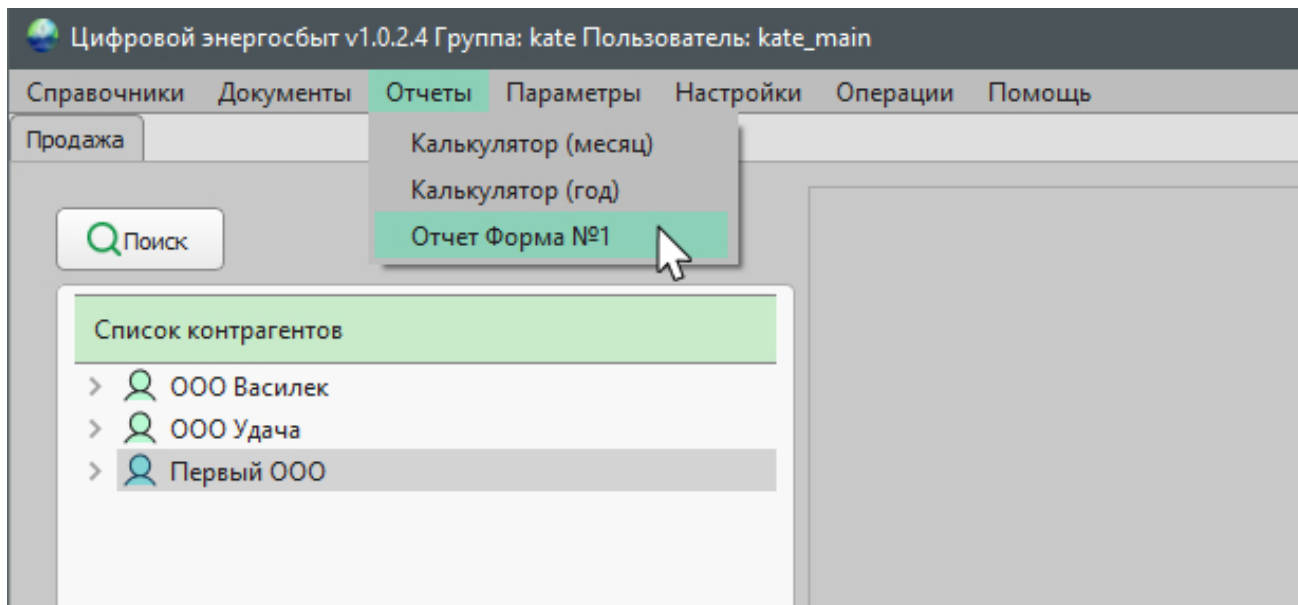 Цифровой энергосбыт v1.0.2.4 Группа: kate Пользователь: kate_main
Справочники Документы Отчеты Параметры Настройки Операции Помощь
Продажа
Калькулятор (месяц)
Калькулятор (год)
Отчет Форма №1
Поиск
Список контрагентов
ООО Василек
ООО Удача
Первый ООО